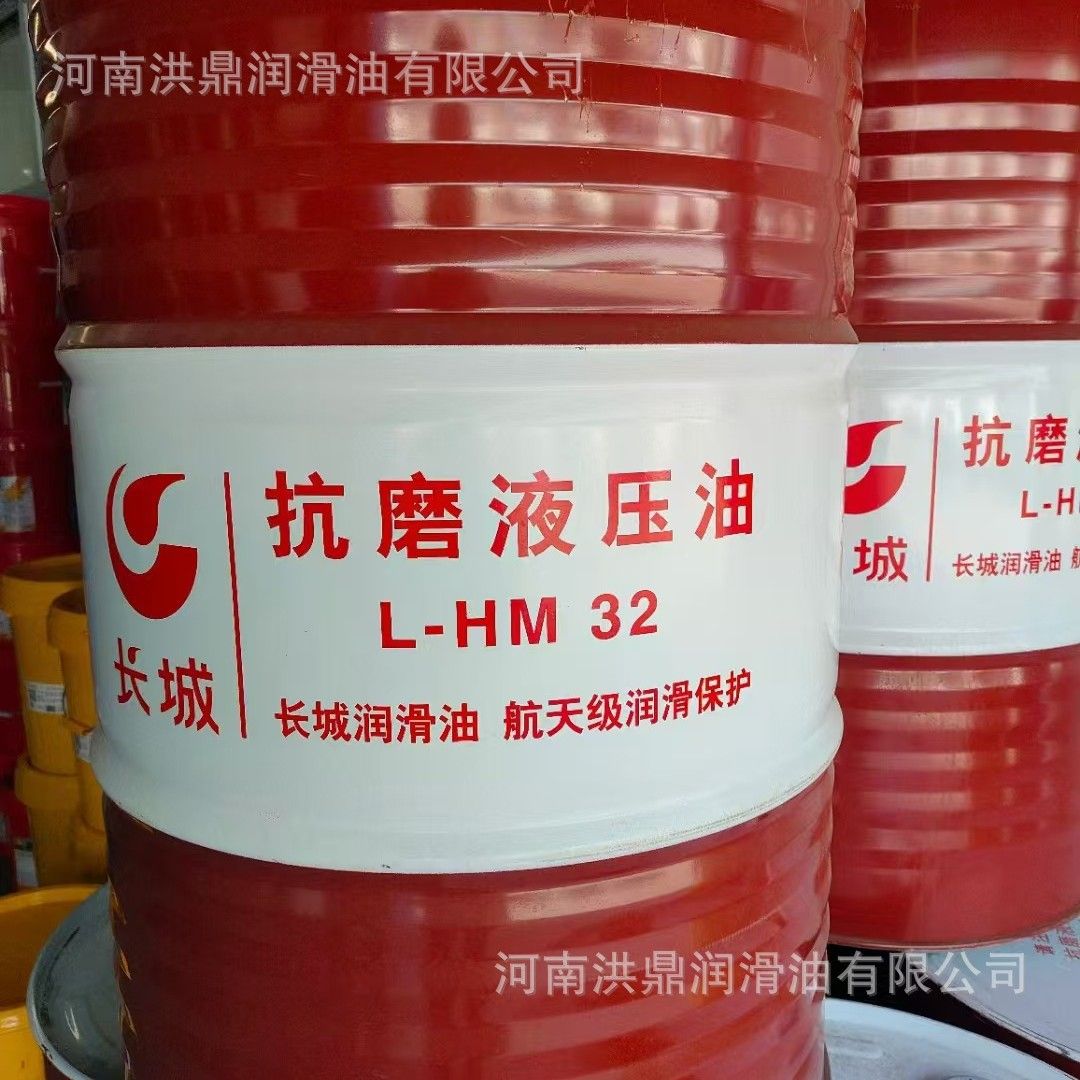 河南洪鼎润滑油有限公司
长城
抗磨液压油
L-HM 32
长城润滑油 航天级润滑保护
城
抗磨
L-H
长城润滑油 航
河南洪鼎润滑油有限公司